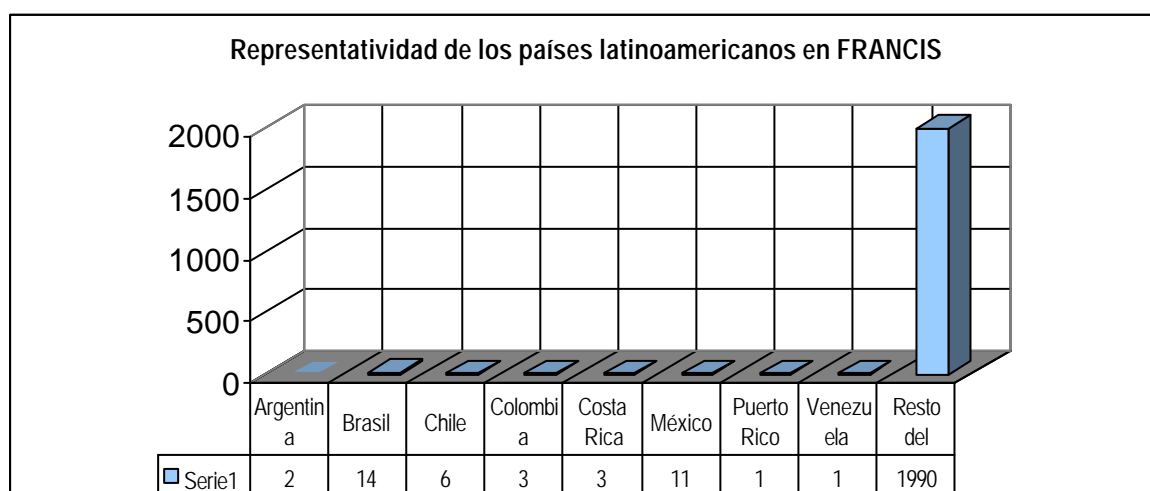 Representatividad de los países latinoamericanos en FRANCIS
2000
1500
1000
500
0
Argentin
a
Brasil
Chile
Colombi
a
Costa
Rica
México
Puerto
Rico
Venezu
ela
Resto
del
Serie1 2 14 6 3 3 11 1 1 1990